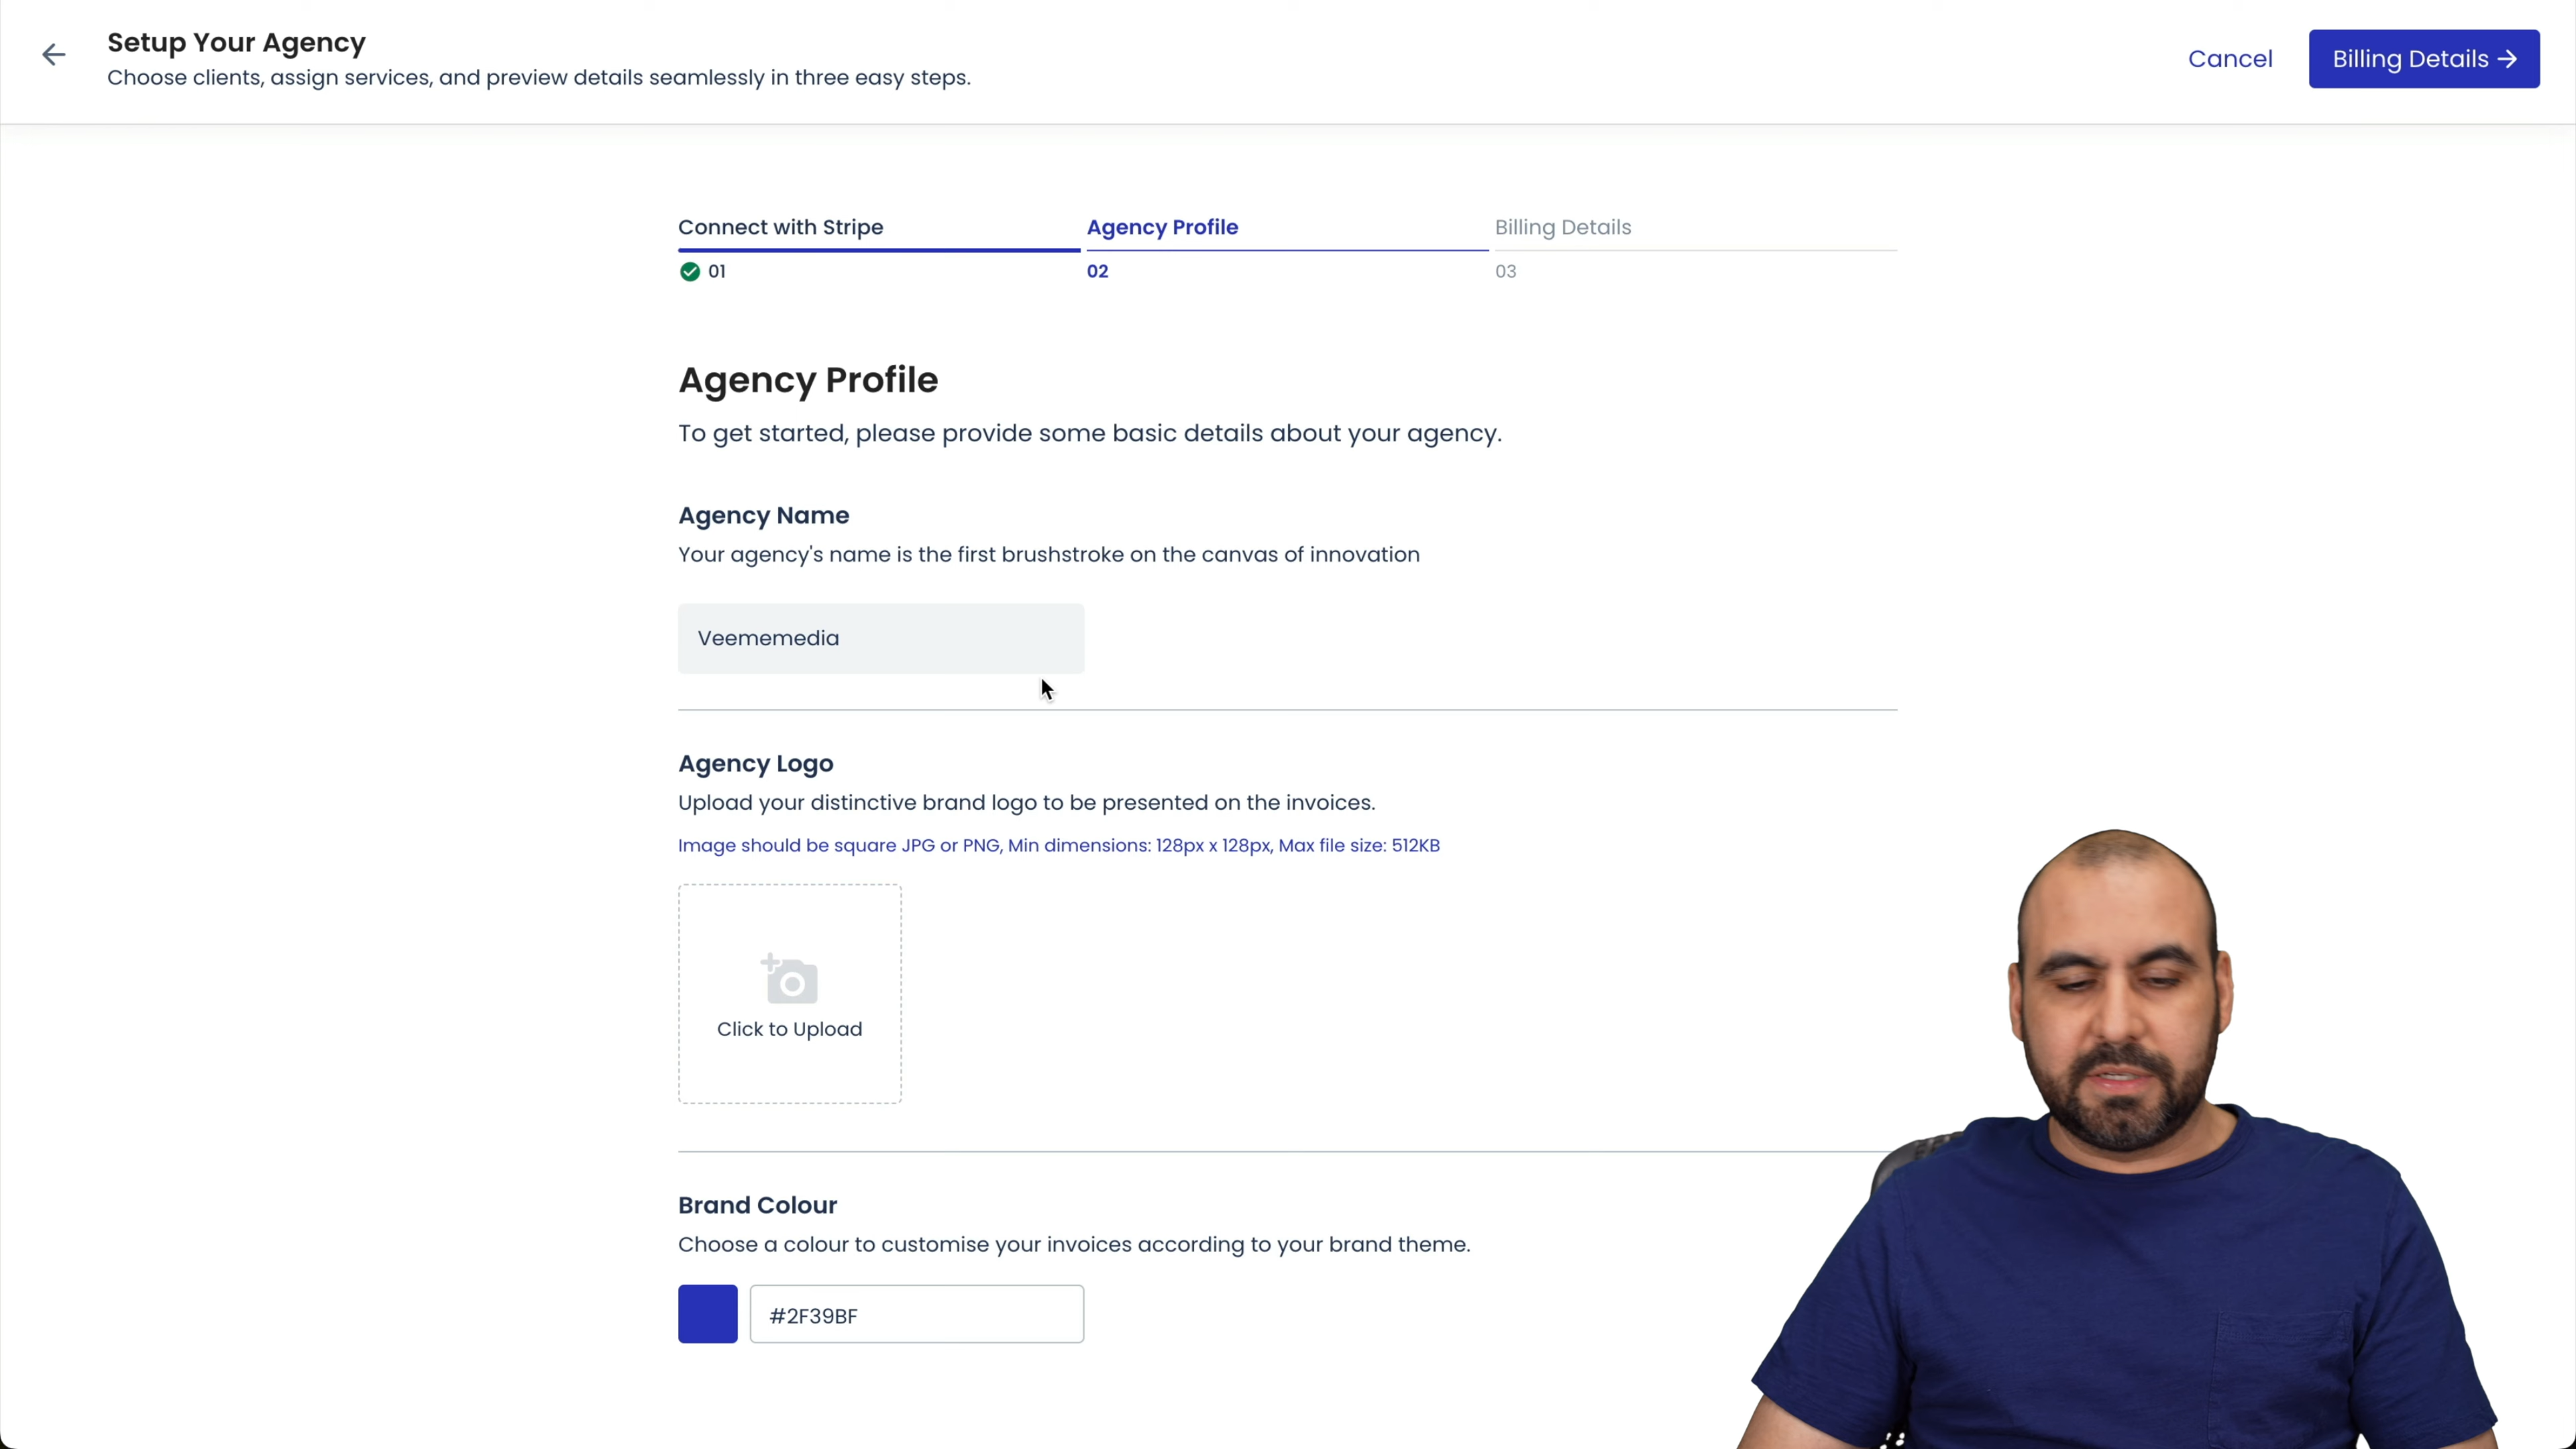 Setup Your Agency
Choose clients, assign services, and preview details seamlessly in three easy steps.
Cancel
Billing Details →
Connect with Stripe
Agency Profile
Billing Details
01
02
03
Agency Profile
To get started, please provide some basic details about your agency.
Agency Name
Your agency's name is the first brushstroke on the canvas of innovation
Veememedia
Agency Logo
Upload your distinctive brand logo to be presented on the invoices.
Image should be square JPG or PNG, Min dimensions: 128px x 128px, Max file size: 512KB
Click to Upload
Brand Colour
Choose a colour to customise your invoices according to your brand theme.
#2F39BF